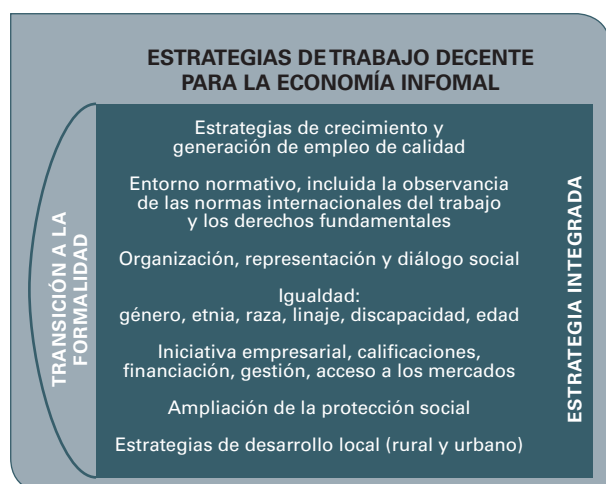 ESTRATEGIAS DE TRABAJO DECENTE
PARA LA ECONOMÍA INFOMAL
TRANSICIÓN A LA
FORMALIDAD
Estrategias de crecimiento y
generación de empleo de calidad
Entorno normativo, incluida la observancia
de las normas internacionales del trabajo
y los derechos fundamentales
Organización, representación y diálogo social
Igualdad:
género, etnia, raza, linaje, discapacidad, edad
Iniciativa empresarial, calificaciones,
financiación, gestión, acceso a los mercados
Ampliación de la protección social
Estrategias de desarrollo local (rural y urbano)
ESTRATEGIA INTEGRADA